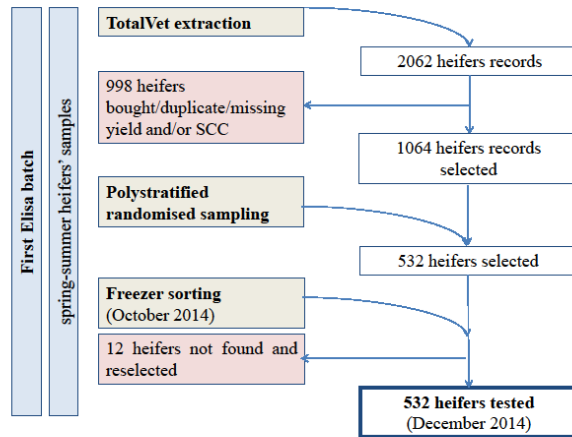 First Elisa batch
spring-summer heifers' samples
TotalVet extraction
2062 heifers records
998 heifers
bought/duplicate/missing
yield and/or SCC
1064 heifers records
selected
Polystratified
randomised sampling
532 heifers selected
Freezer sorting
(October 2014)
12 heifers not found and
reselected
532 heifers tested
(December 2014)